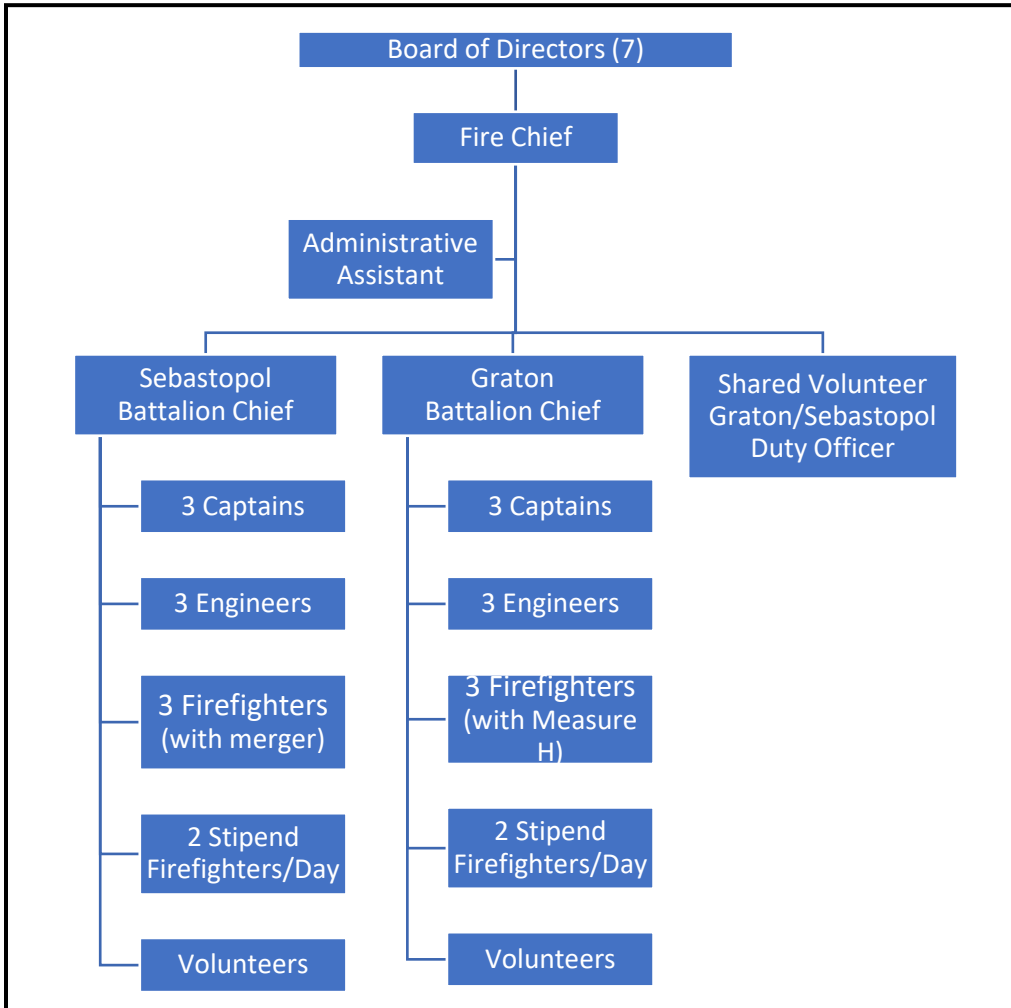 Board of Directors (7)
Fire Chief
Administrative
Assistant
Sebastopol
Battalion Chief
Graton
Battalion Chief
Shared Volunteer
Graton/Sebastopol
Duty Officer
3 Captains
3 Engineers
3 Firefighters
(with merger)
2 Stipend
Firefighters/Day
Volunteers
3 Captains
3 Engineers
3 Firefighters
(with Measure
H)
2 Stipend
Firefighters/Day
Volunteers